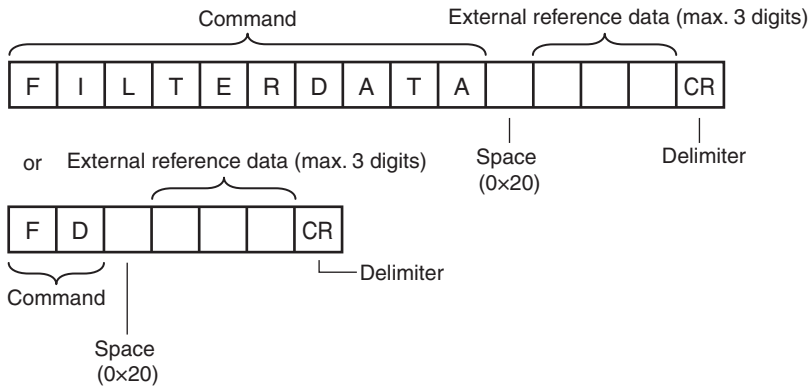 Command
External reference data (max. 3 digits)
F I L T E R D A T A CR
Space
(0×20)
Delimiter
or
External reference data (max. 3 digits)
F D CR
Delimiter
Command
Space
(0×20)